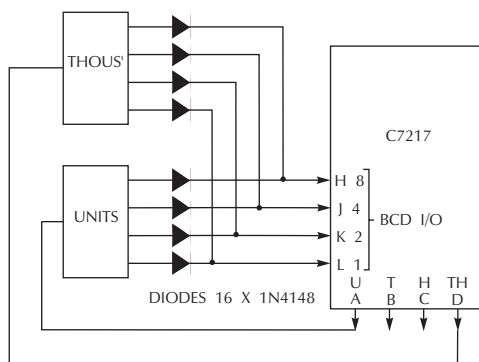 THOUS'
C7217
UNITS
H 8
J 4
K 2
L 1
BCD I/O
U T H TH
A B C D
DIODES 16 X 1N4148